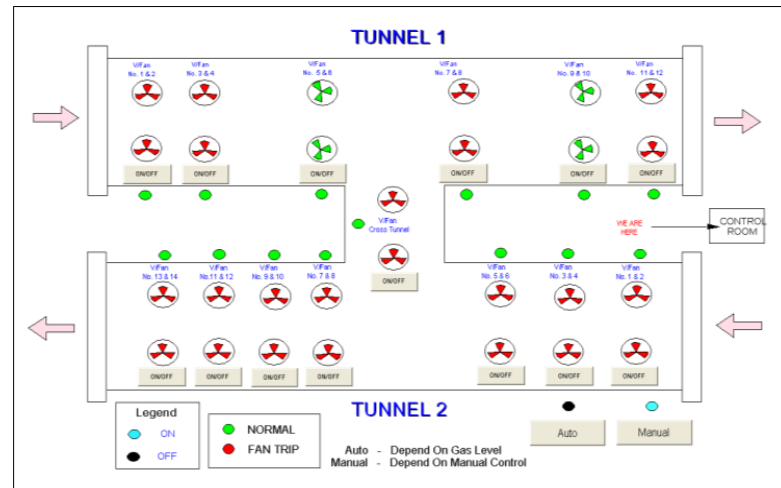 TUNNEL 1
V/Fan
No. 1 & 2
V/Fan
No. 3 & 4
V/Fan
No. 5 & 6
V/Fan
No. 7 & 8
V/Fan
No. 9 & 10
V/Fan
No. 11 & 12
ON/OFF
ON/OFF
ON/OFF
ON/OFF
ON/OFF
ON/OFF
V/Fan
Cross Tunnel
ON/OFF
WE ARE
HERE
CONTROL
ROOM
V/Fan
No. 13 & 14
V/Fan
No.11 & 12
V/Fan
No. 9 & 10
V/Fan
No. 7 & 8
V/Fan
No. 5 & 6
V/Fan
No. 3 & 4
V/Fan
No. 1 & 2
ON/OFF
ON/OFF
ON/OFF
ON/OFF
ON/OFF
ON/OFF
ON/OFF
TUNNEL 2
Legend
ON
OFF
NORMAL
FAN TRIP
Auto - Depend On Gas Level
Manual - Depend On Manual Control
Auto
Manual